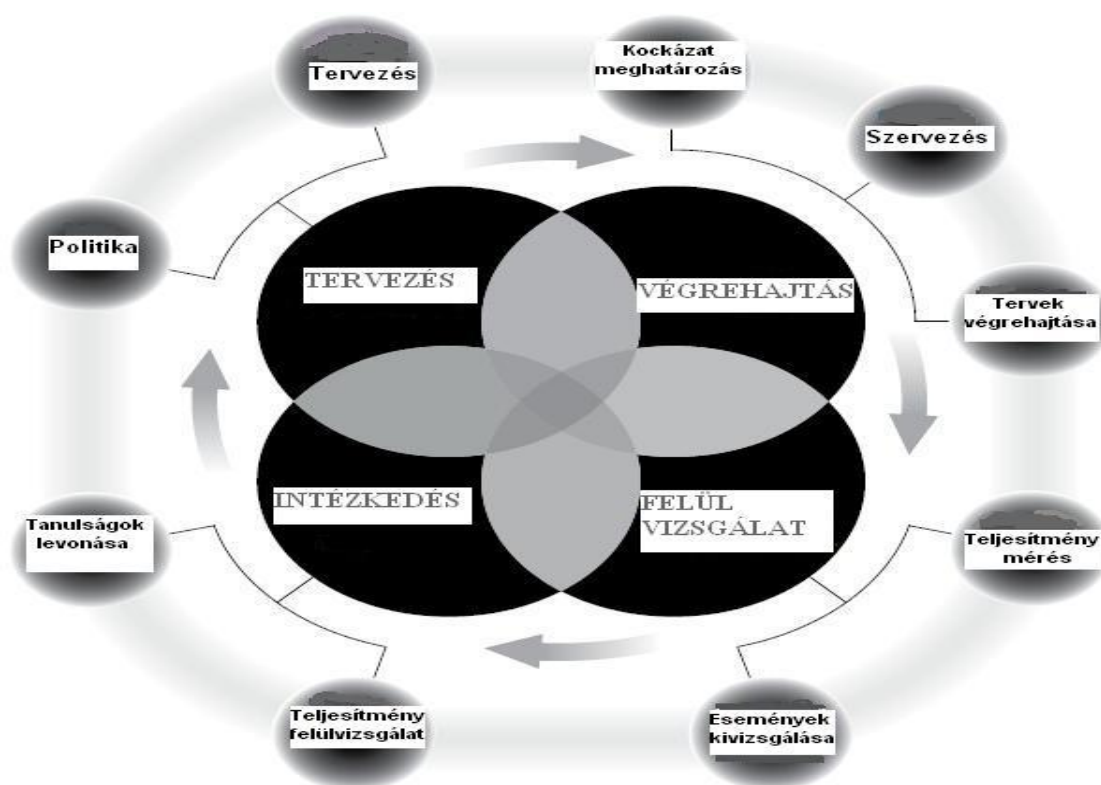 Tervezés
Kockázat
meghatározás
Szervezés
Politika
TERVEZÉS
VÉGREHAJTÁS
Tervek
végrehajtása
INTÉZKEDÉS
FELÜL
VIZSGÁLAT
Tanulságok
levonása
Teljesítmény
mérés
Teljesítmény
felülvizsgálat
Események
kivizsgálása